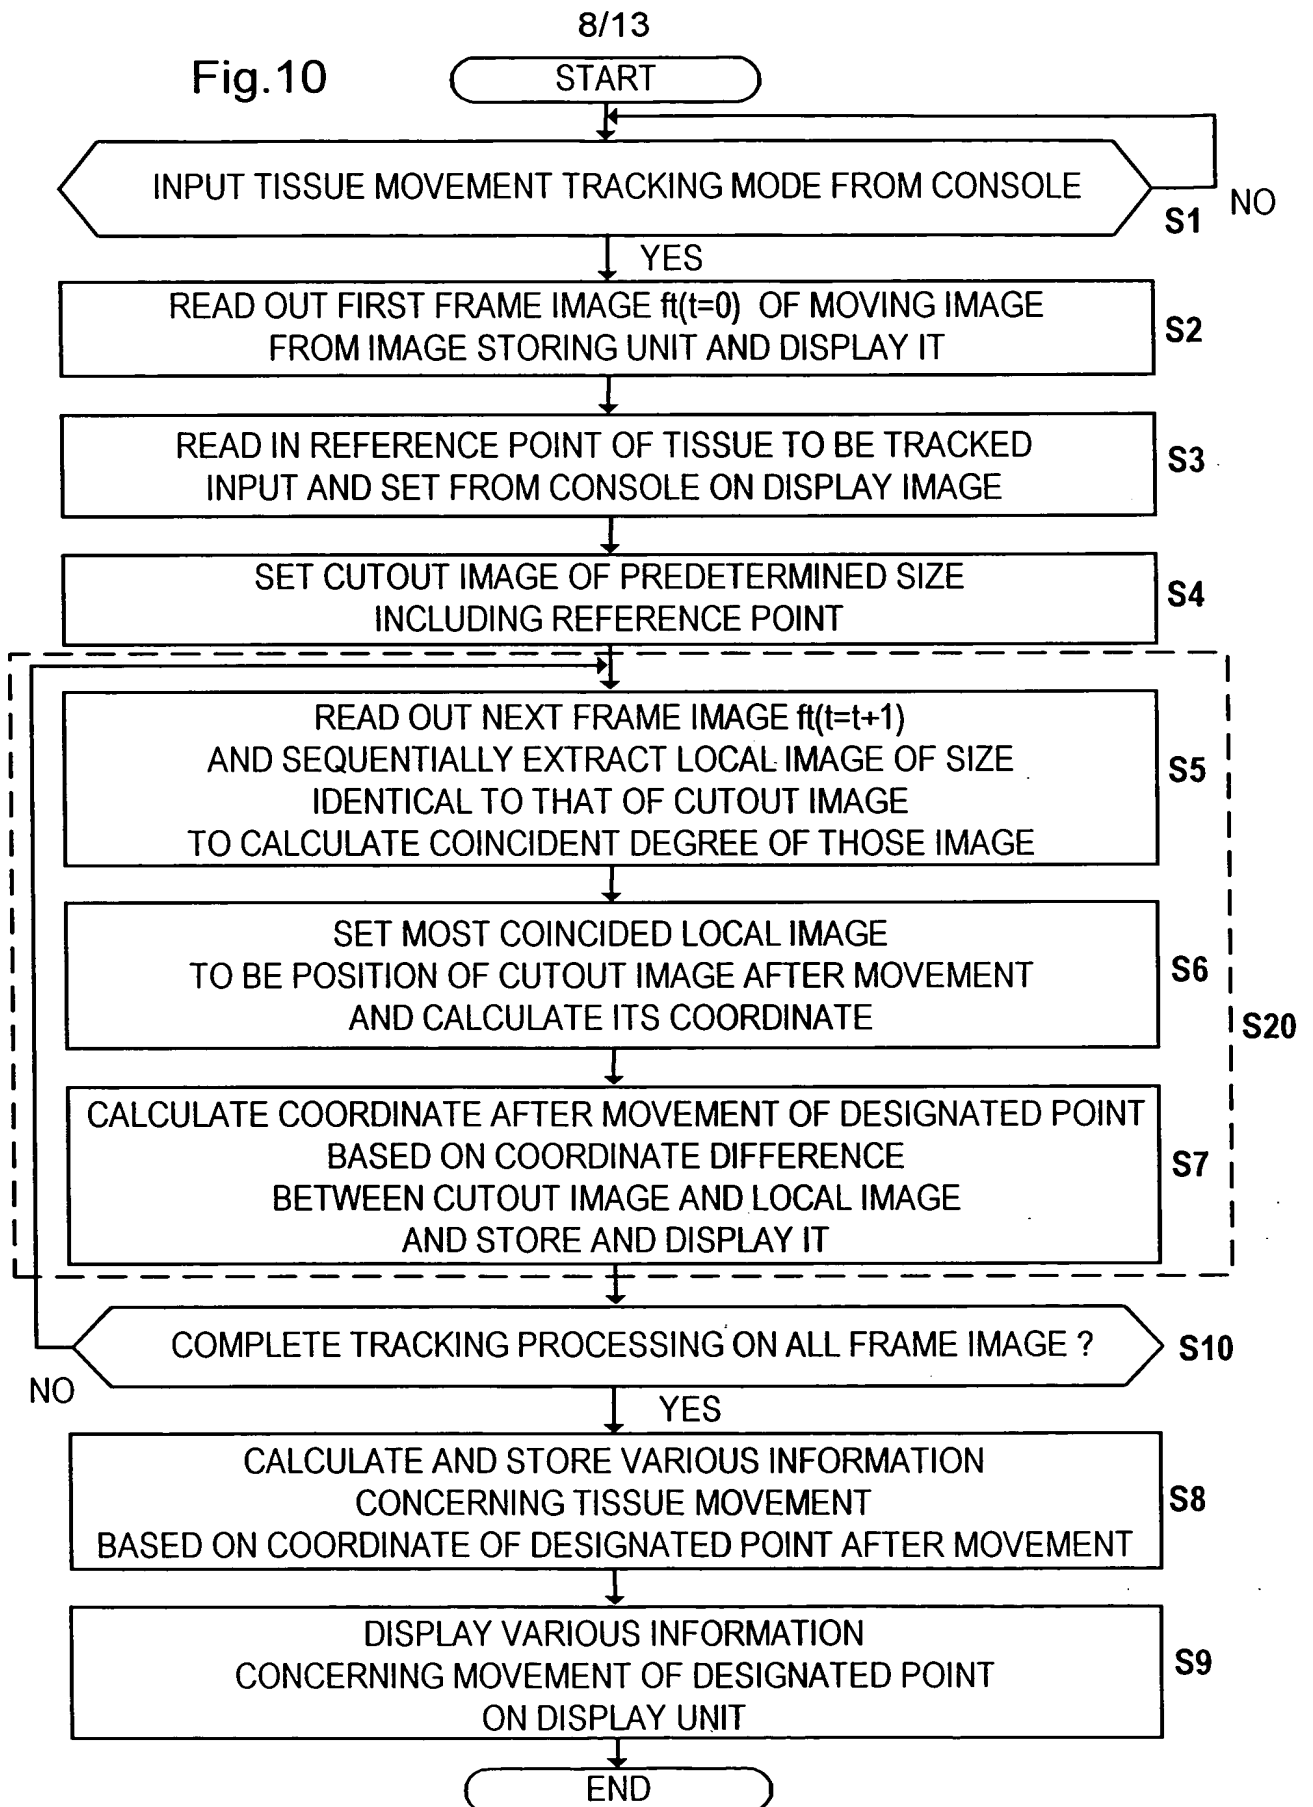 8/13
Fig.10
START
INPUT TISSUE MOVEMENT TRACKING MODE FROM CONSOLE
S1
NO
YES
READ OUT FIRST FRAME IMAGE ft(t=0) OF MOVING IMAGE
FROM IMAGE STORING UNIT AND DISPLAY IT
S2
READ IN REFERENCE POINT OF TISSUE TO BE TRACKED
INPUT AND SET FROM CONSOLE ON DISPLAY IMAGE
S3
SET CUTOUT IMAGE OF PREDETERMINED SIZE
INCLUDING REFERENCE POINT
S4
READ OUT NEXT FRAME IMAGE ft(t=t+1)
AND SEQUENTIALLY EXTRACT LOCAL IMAGE OF SIZE
IDENTICAL TO THAT OF CUTOUT IMAGE
TO CALCULATE COINCIDENT DEGREE OF THOSE IMAGE
S5
SET MOST COINCIDED LOCAL IMAGE
TO BE POSITION OF CUTOUT IMAGE AFTER MOVEMENT
AND CALCULATE ITS COORDINATE
S6
S20
CALCULATE COORDINATE AFTER MOVEMENT OF DESIGNATED POINT
BASED ON COORDINATE DIFFERENCE
BETWEEN CUTOUT IMAGE AND LOCAL IMAGE
AND STORE AND DISPLAY IT
S7
COMPLETE TRACKING PROCESSING ON ALL FRAME IMAGE ?
S10
NO
YES
CALCULATE AND STORE VARIOUS INFORMATION
CONCERNING TISSUE MOVEMENT
BASED ON COORDINATE OF DESIGNATED POINT AFTER MOVEMENT
S8
DISPLAY VARIOUS INFORMATION
CONCERNING MOVEMENT OF DESIGNATED POINT
ON DISPLAY UNIT
S9
END